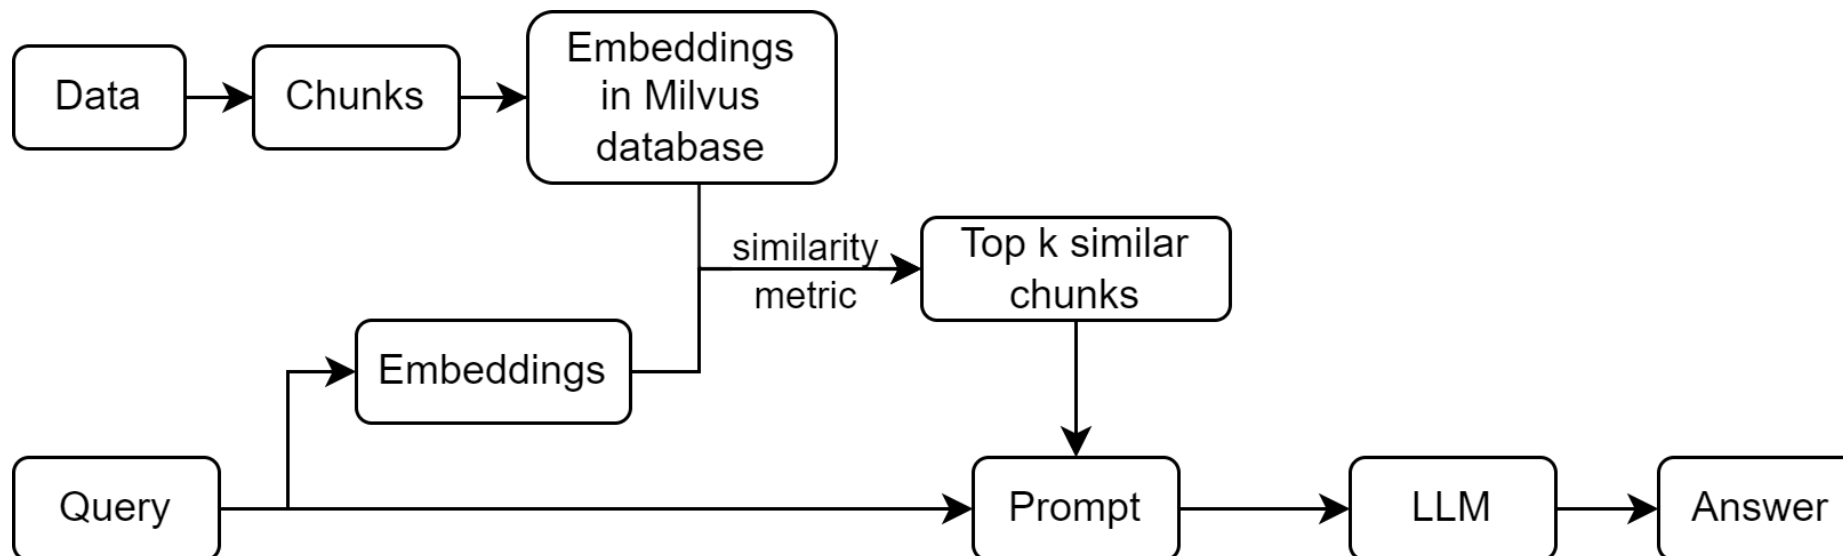 Data
Chunks
Embeddings
in Milvus
database
similarity
metric
Top k similar
chunks
Embeddings
Query
Prompt
LLM
Answer